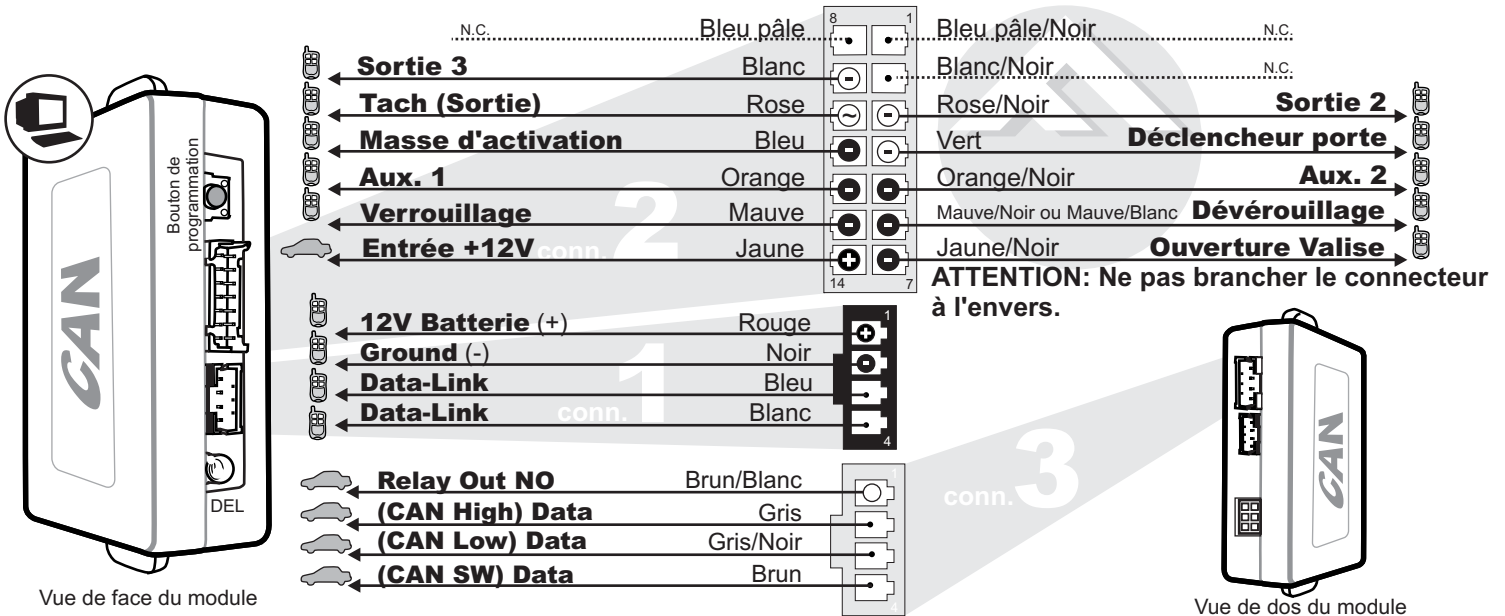 N.C. Bleu pâle 8 1 Bleu pâle/Noir N.C.
Sortie 3 Blanc Blanc/Noir N.C.
Tach (Sortie) Rose Rose/Noir Sortie 2
Masse d'activation Bleu Vert Déclencheur porte
Aux. 1 Orange Orange/Noir Aux. 2
Verrouillage Mauve Mauve/Noir ou Mauve/Blanc Dévérouillage
Entrée +12V Jaune Jaune/Noir Ouverture Valise
conn. 2
14 7
ATTENTION: Ne pas brancher le connecteur
à l'envers.
Bouton de
programmation
CAN
DEL
Vue de face du module
12V Batterie (+) Rouge 1
Ground (-) Noir
Data-Link Bleu
Data-Link Blanc
4
conn. 1
Relay Out NO Brun/Blanc 1
(CAN High) Data Gris
(CAN Low) Data Gris/Noir
(CAN SW) Data Brun
4
conn. 3
CAN
Vue de dos du module